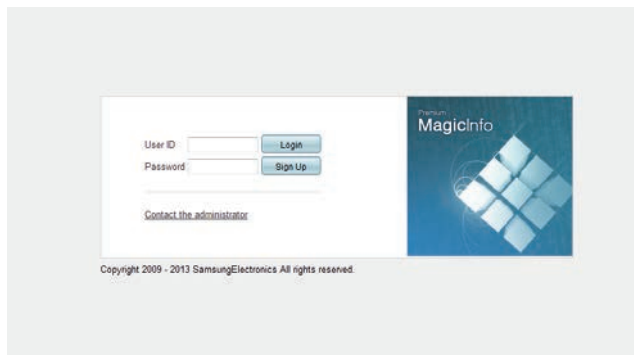 Premium
MagicInfo
User ID
Login
Password
Sign Up
Contact the administrator
Copyright 2009 - 2013 SamsungElectronics All rights reserved.